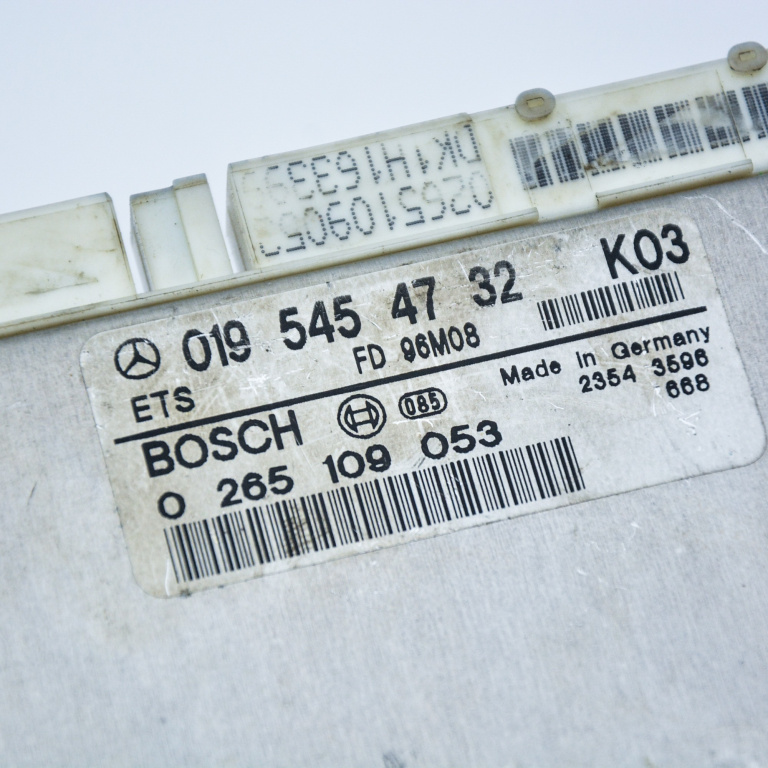 DK1H1633
0265109053
019 545 47 32 K03
FD 96M08
ETS
Made in Germany
BOSCH 085
2354 3596
668
0 265 109 053